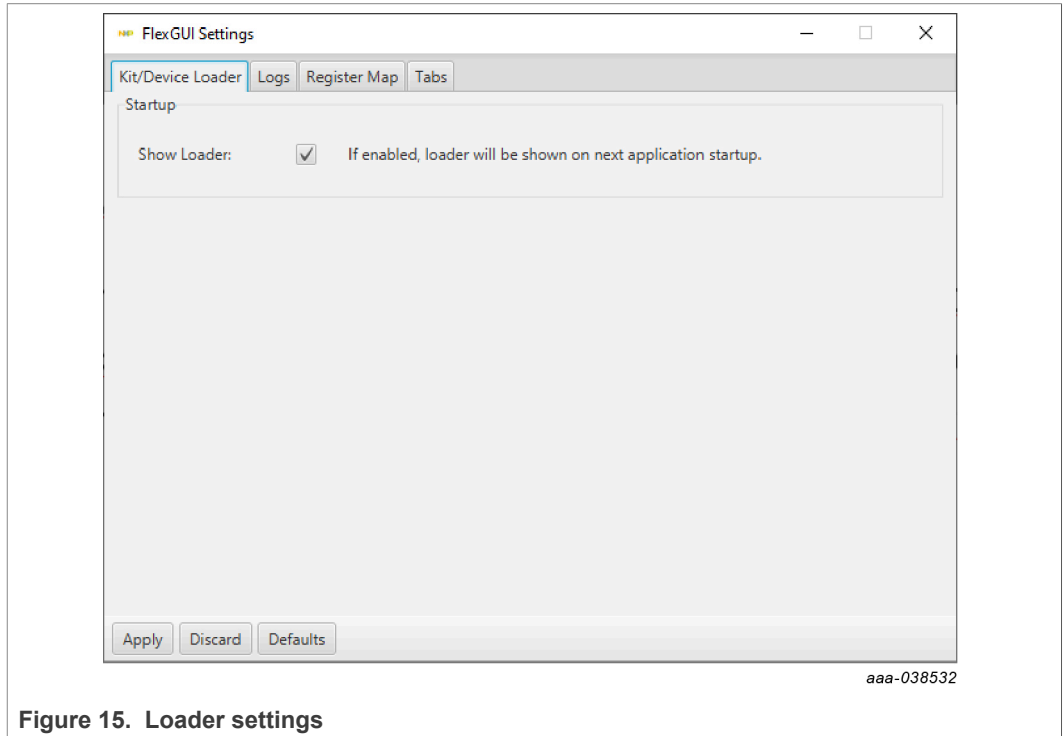 NXP FlexGUI Settings
Kit/Device Loader Logs Register Map Tabs
Startup
Show Loader: If enabled, loader will be shown on next application startup.
Apply Discard Defaults
aaa-038532
Figure 15. Loader settings